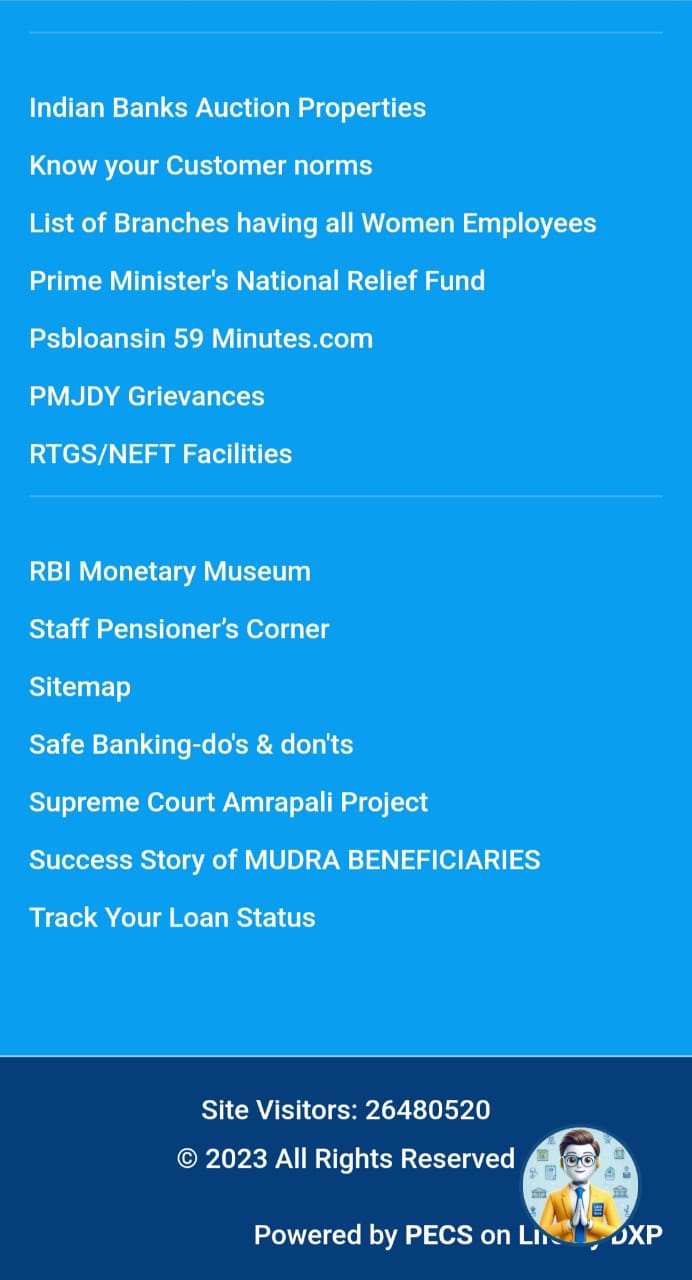 Indian Banks Auction Properties
Know your Customer norms
List of Branches having all Women Employees
Prime Minister's National Relief Fund
Psbloansin 59 Minutes.com
PMJDY Grievances
RTGS/NEFT Facilities
RBI Monetary Museum
Staff Pensioner’s Corner
Sitemap
Safe Banking-do's & don'ts
Supreme Court Amrapali Project
Success Story of MUDRA BENEFICIARIES
Track Your Loan Status
Site Visitors: 26480520
© 2023 All Rights Reserved
Powered by PECS on DXP